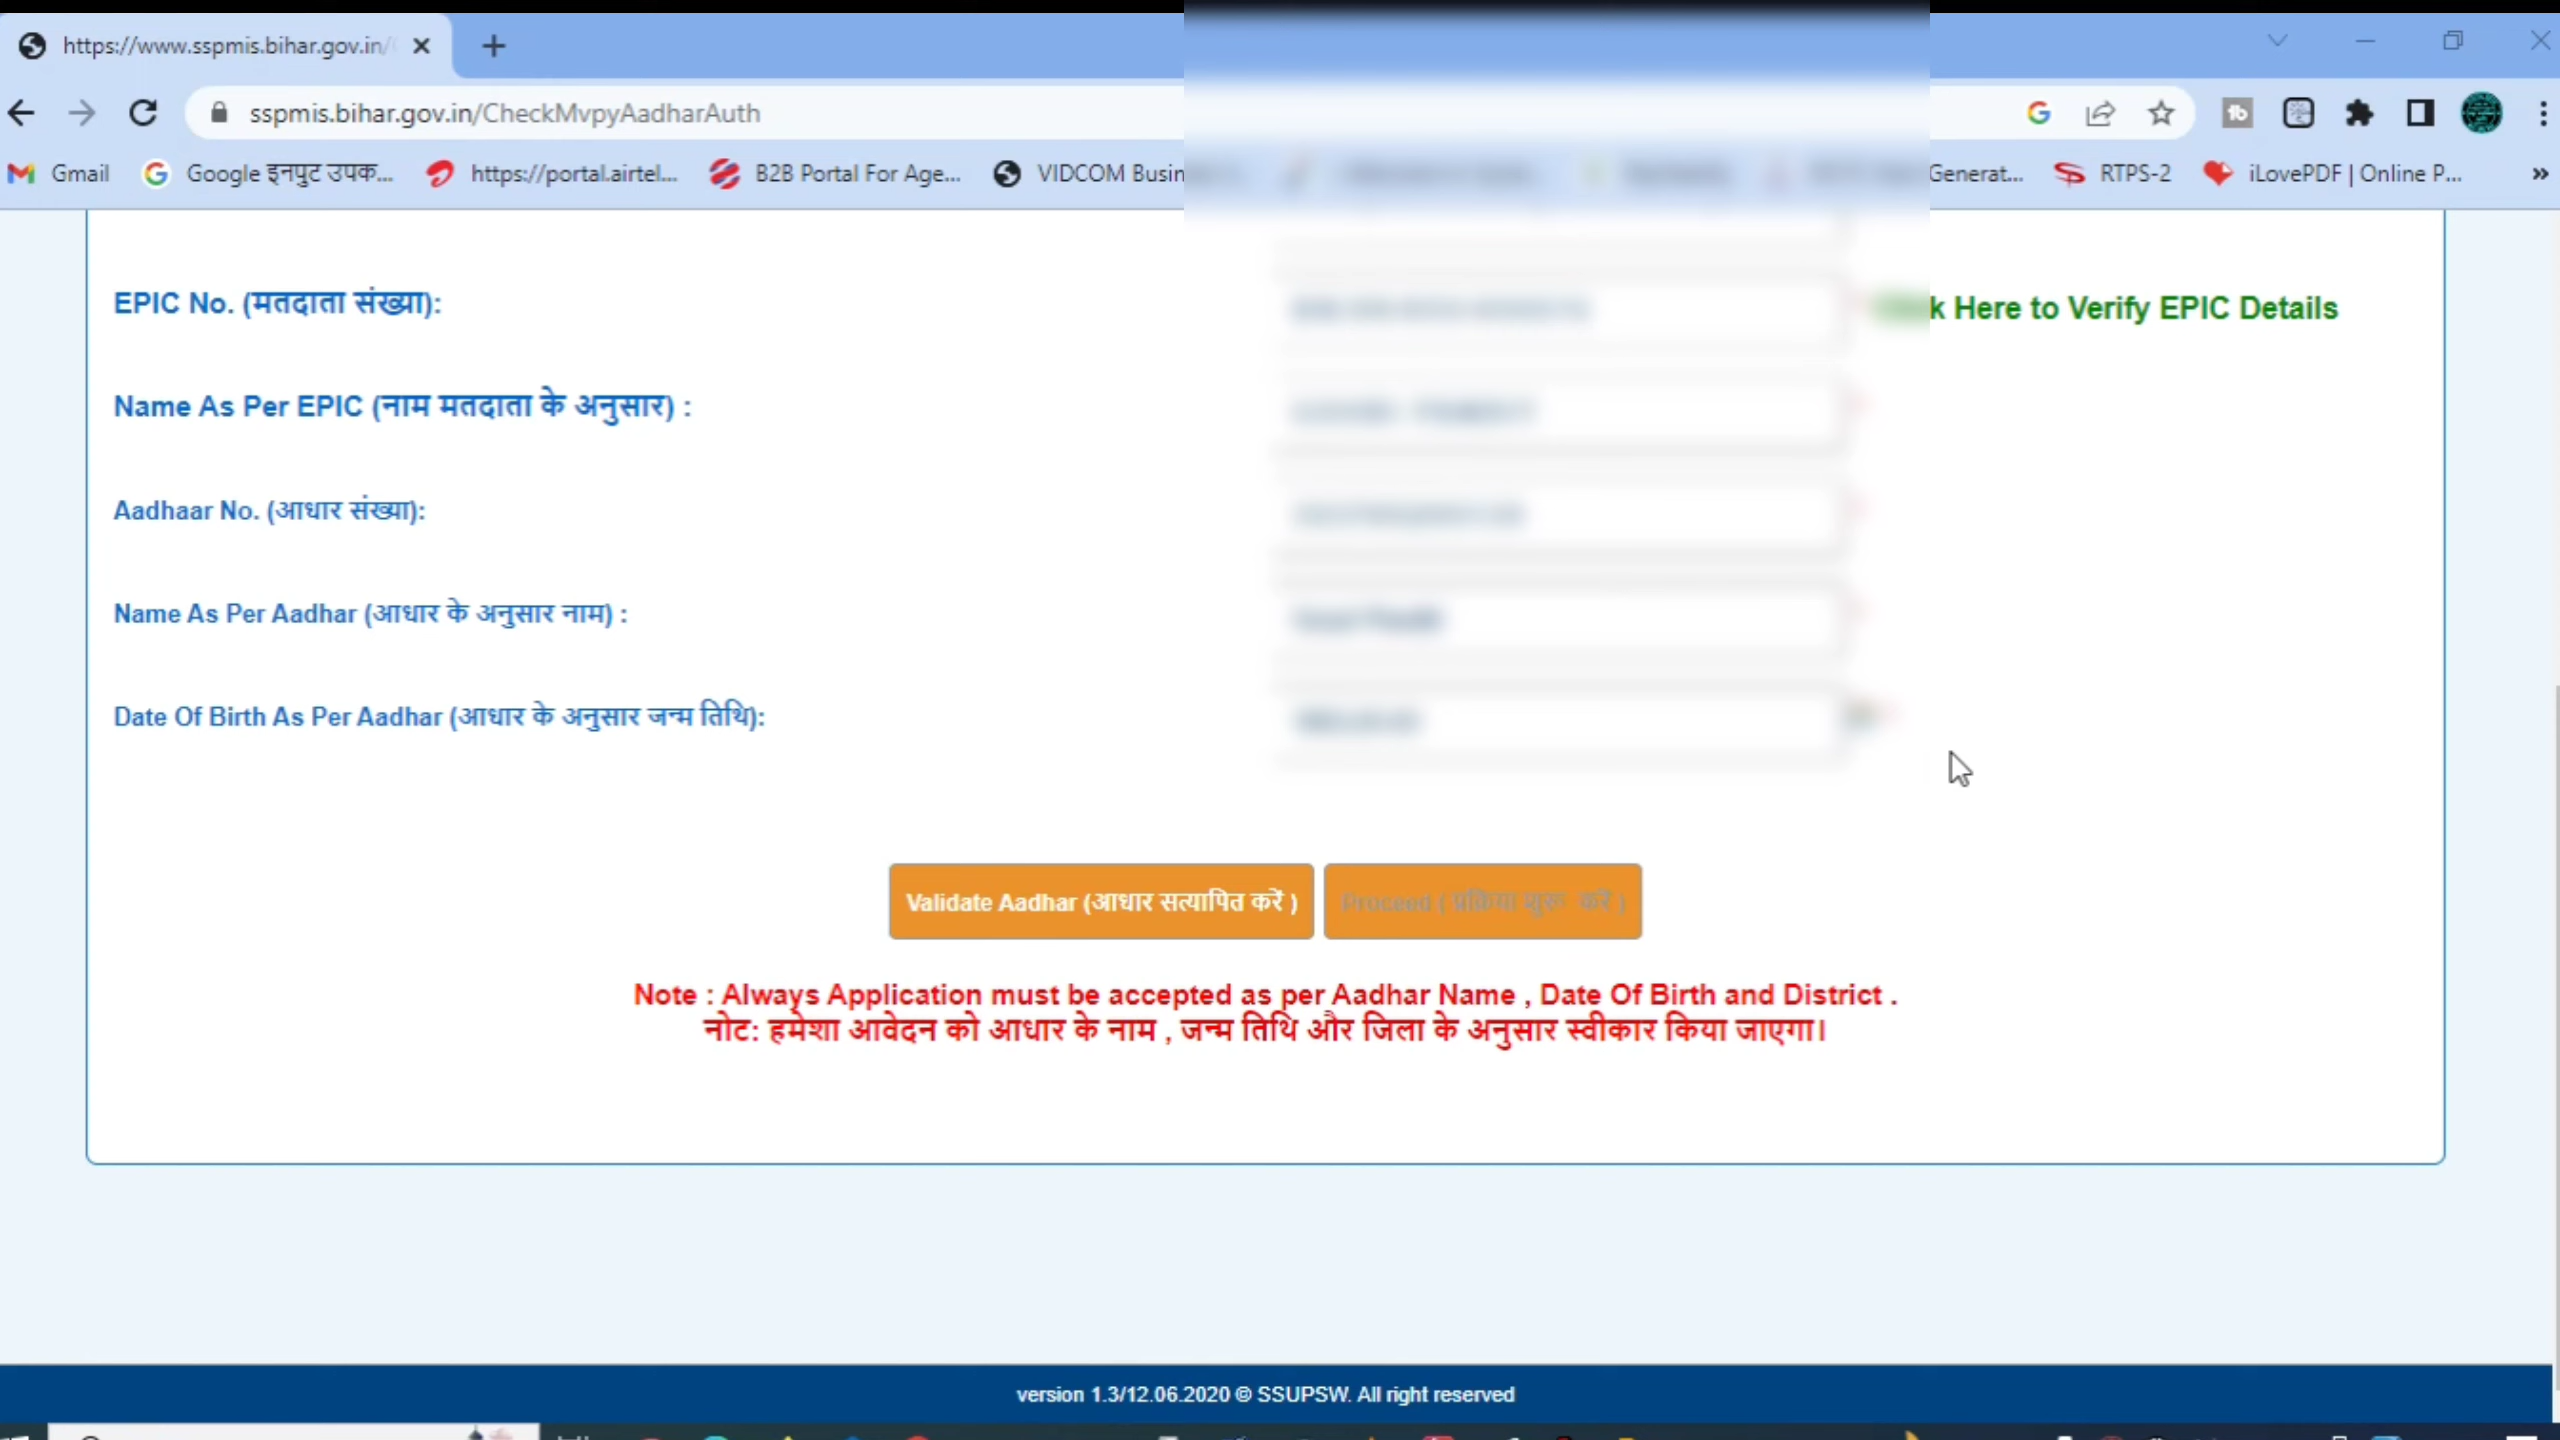 https://www.sspmis.bihar.gov.in/
sspmis.bihar.gov.in/CheckMvpyAadharAuth
Gmail Google इनपुट उपक... https://portal.airtel... B2B Portal For Age... VIDCOM Busin Generat... RTPS-2 iLovePDF | Online P... »
EPIC No. (मतदाता संख्या):
k Here to Verify EPIC Details
Name As Per EPIC (नाम मतदाता के अनुसार) :
Aadhaar No. (आधार संख्या):
Name As Per Aadhar (आधार के अनुसार नाम) :
Date Of Birth As Per Aadhar (आधार के अनुसार जन्म तिथि):
Validate Aadhar (आधार सत्यापित करें ) Proceed ( प्रक्रिया शुरू करें )
Note : Always Application must be accepted as per Aadhar Name , Date Of Birth and District .
नोट: हमेशा आवेदन को आधार के नाम , जन्म तिथि और जिला के अनुसार स्वीकार किया जाएगा।
version 1.3/12.06.2020 © SSUPSW. All right reserved